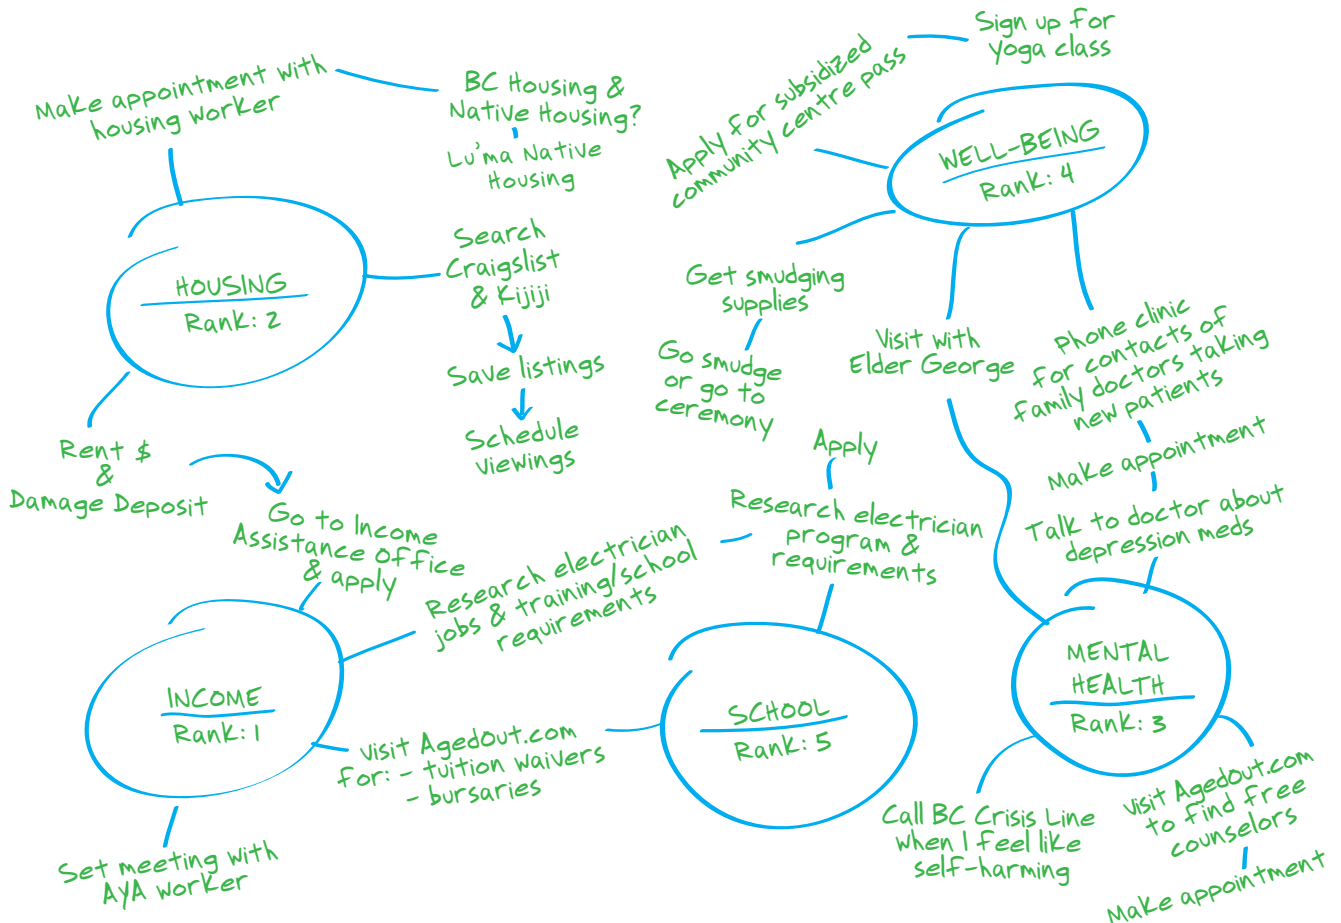 Make appointment with
housing worker
BC Housing &
Native Housing?
Lu'ma Native
Housing
HOUSING
Rank: 2
Search
Craigslist
& Kijiji
Save listings
Schedule
viewings
Rent $
&
Damage Deposit
Go to Income
Assistance Office
& apply
Sign up for
yoga class
Apply for subsidized
community centre pass
WELL-BEING
Rank: 4
Get smudging
supplies
Go smudge
or go to
ceremony
Visit with
Elder George
Phone clinic
for contacts of
family doctors taking
new patients
Make appointment
Talk to doctor about
depression meds
Apply
Research electrician
program &
requirements
Research electrician
jobs & training/school
requirements
INCOME
Rank: 1
visit AgedOut.com
for: - tuition waivers
- bursaries
Set meeting with
AYA worker
SCHOOL
Rank: 5
MENTAL
HEALTH
Rank: 3
Call BC Crisis Line
when I feel like
self-harming
visit AgedOut.com
to find free
counselors
Make appointment